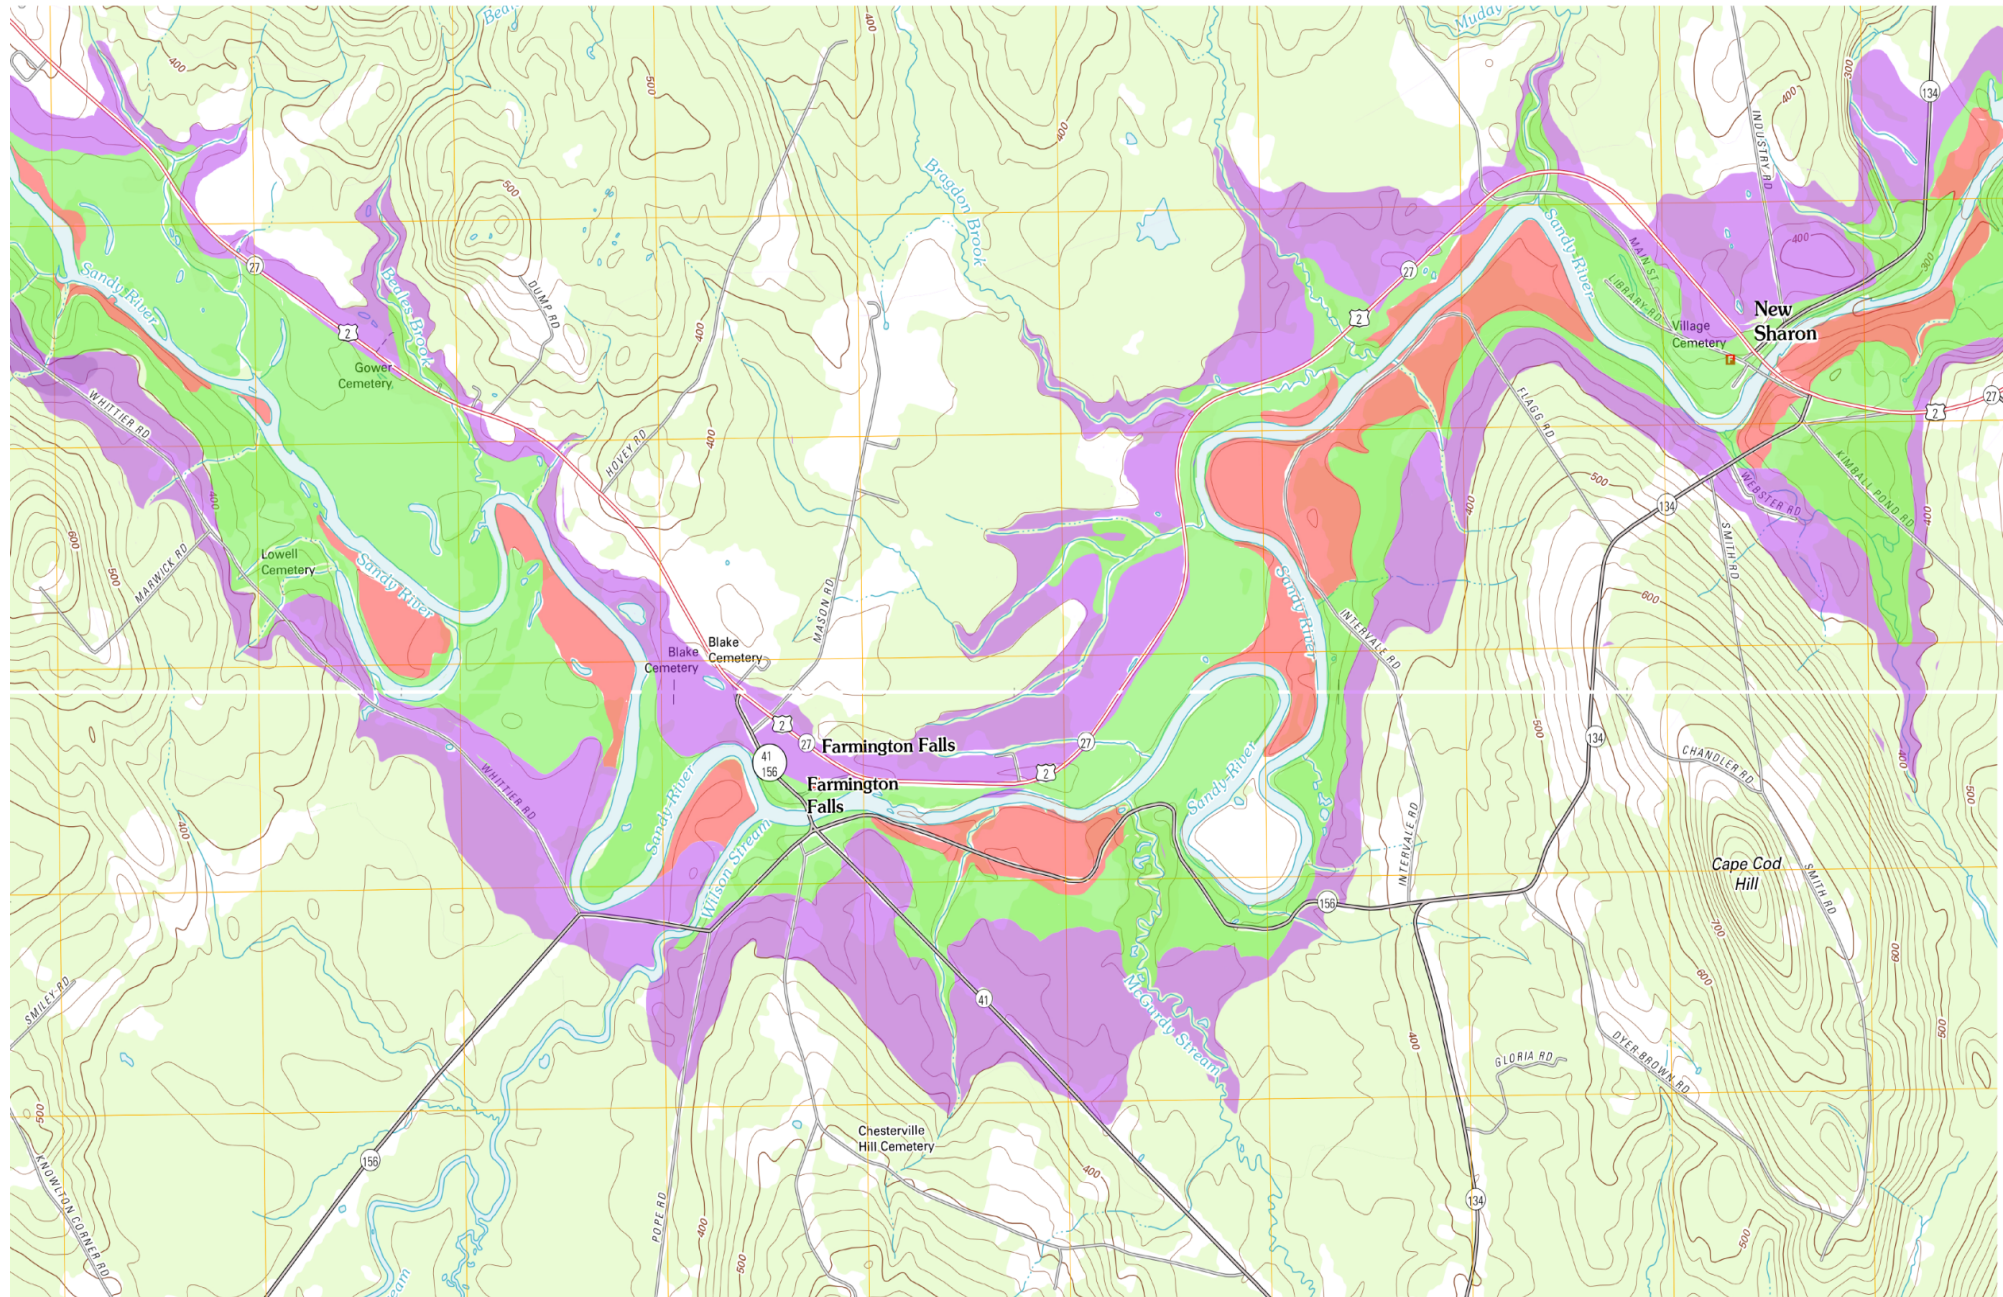 Muday
400
400
500
400
400
300
134
INDUSTRY RD
Bragdon Brook
500
Sandy River
27
DUMP RD
Beales Brook
2
Gower
Cemetery
400
27
2
Sandy River
MAIN ST
LIBRARY RD
400
300
Village
Cemetery
New
Sharon
F
27
2
WHITTIER RD
HOVEY RD
400
FLAGG RD
500
400
KIMBALL POND RD
WEBSTER RD
400
134
SMITH RD
400
600
500
MARWICK RD
Lowell
Cemetery
Sandy River
MASON RD
Sandy River
INTERVALE RD
600
Blake
Cemetery
Blake
Cemetery
2
27
Farmington Falls
41
156
27
2
Farmington
Falls
Sandy River
500
134
CHANDLER RD
400
500
WHITTIER RD
Sandy River
Wilson Stream
400
INTERVALE RD
Cape Cod
Hill
SMITH RD
156
700
600
600
500
SMILEY RD
41
McGurdy Stream
400
GLORIA RD
DYER BROWN RD
500
KNOWLTON CORNER RD
156
Chesterville
Hill Cemetery
400
POPE RD
400
500
134
500